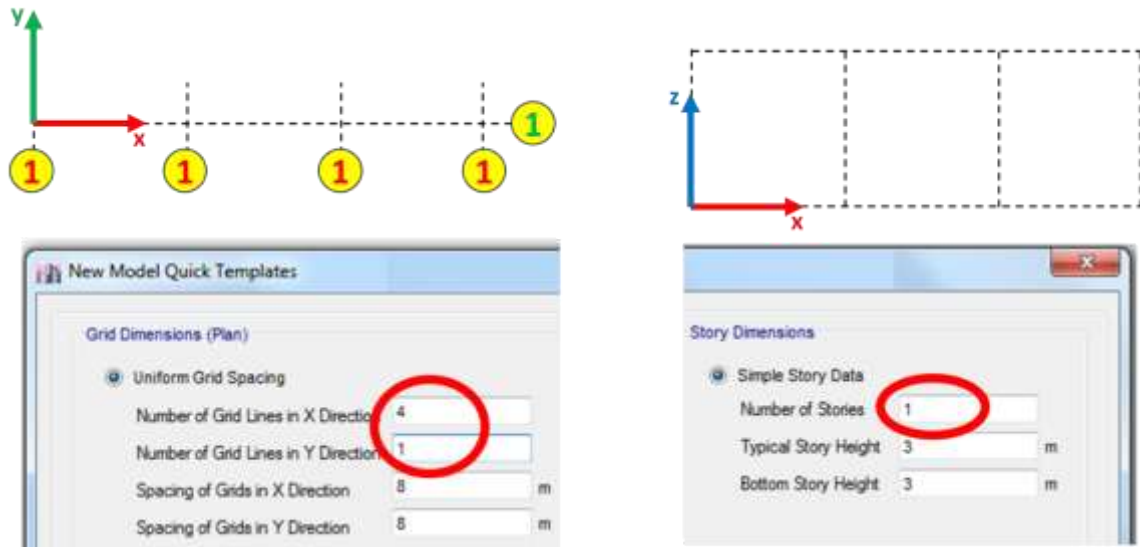 y
x
1
1 1 1 1
z
x
New Model Quick Templates
Grid Dimensions (Plan)
Uniform Grid Spacing
Number of Grid Lines in X Directio 4
Number of Grid Lines in Y Direction 1
Spacing of Grids in X Direction 8 m
Spacing of Grids in Y Direction 8 m
Story Dimensions
Simple Story Data
Number of Stories 1
Typical Story Height 3 m
Bottom Story Height 3 m